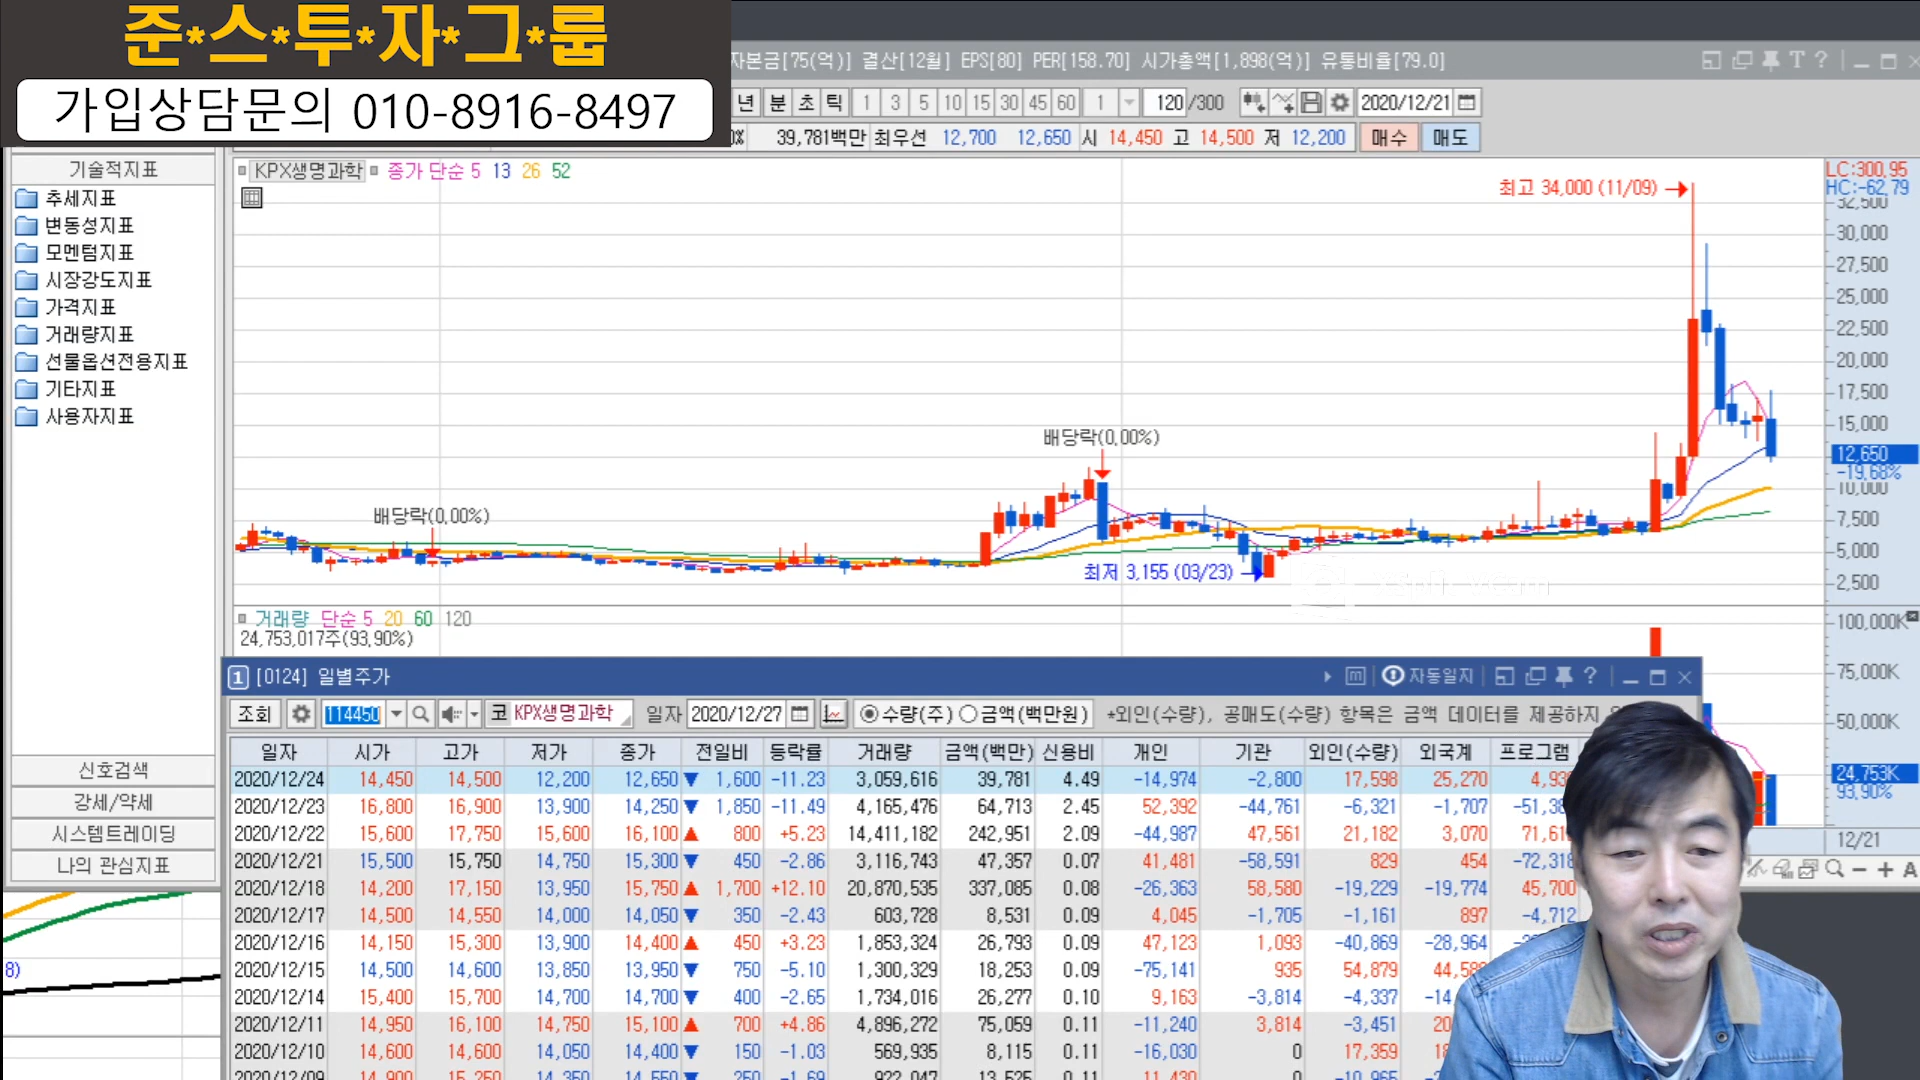 준*스*투*자*그*룹
가입상담문의 010-8916-8497
자본금[75(억)] 결산[12월] EPS[80] PER[158.70] 시가총액[1,898(억)] 유통비율[79.0]
년 분 초 틱 1 3 5 10 15 30 45 60 1 120 /300 2020/12/21
39,781백만 최우선 12,700 12,650 시 14,450 고 14,500 저 12,200 매수 매도
기술적지표
추세지표
변동성지표
모멘텀지표
시장강도지표
가격지표
거래량지표
선물옵션전용지표
기타지표
사용자지표
신호검색
강세/약세
시스템트레이딩
나의 관심지표
8)
KPX생명과학 종가 단순 5 13 26 52
최고 34,000 (11/09)
배당락(0.00%)
배당락(0.00%)
최저 3,155 (03/23)
LC:300.95
HC:-62.79
32,500
30,000
27,500
25,000
22,500
20,000
17,500
15,000
12,650
-19.68%
10,000
7,500
5,000
2,500
거래량 단순 5 20 60 120
24,753,017주(93.90%)
100,000K
75,000K
50,000K
24,753K
93.90%
12/21
1 [0124] 일별주가 자동일지
조회 114450 코 KPX생명과학 일자 2020/12/27 수량(주) 금액(백만원) *외인(수량), 공매도(수량) 항목은 금액 데이터를 제공하지
일자 시가 고가 저가 종가 전일비 등락률 거래량 금액(백만) 신용비 개인 기관 외인(수량) 외국계 프로그램
2020/12/24 14,450 14,500 12,200 12,650 ▼ 1,600 -11.23 3,059,616 39,781 4.49 -14,974 -2,800 17,598 25,270
2020/12/23 16,800 16,900 13,900 14,250 ▼ 1,850 -11.49 4,165,476 64,713 2.45 52,392 -44,761 -6,321 -1,707
2020/12/22 15,600 17,750 15,600 16,100 ▲ 800 +5.23 14,411,182 242,951 2.09 -44,987 47,561 21,182 3,070
2020/12/21 15,500 15,750 14,750 15,300 ▼ 450 -2.86 3,116,743 47,357 0.07 41,481 -58,591 829 454 -72,318
2020/12/18 14,200 17,150 13,950 15,750 ▲ 1,700 +12.10 20,870,535 337,085 0.08 -26,363 58,580 -19,229 -19,774 45,700
2020/12/17 14,500 14,550 14,000 14,050 ▼ 350 -2.43 603,728 8,531 0.09 4,045 -1,705 -1,161 897 -4,712
2020/12/16 14,150 15,300 13,900 14,400 ▲ 450 +3.23 1,853,324 26,793 0.09 47,123 1,093 -40,869 -28,964
2020/12/15 14,500 14,600 13,850 13,950 ▼ 750 -5.10 1,300,329 18,253 0.09 -75,141 935 54,879
2020/12/14 15,400 15,700 14,700 14,700 ▼ 400 -2.65 1,734,016 26,277 0.10 9,163 -3,814 -4,337
2020/12/11 14,950 16,100 14,750 15,100 ▲ 700 +4.86 4,896,272 75,059 0.11 -11,240 3,814 -3,451
2020/12/10 14,600 14,600 14,050 14,400 ▼ 150 -1.03 569,935 8,115 0.11 -16,030 0 17,359
2020/12/09 14,900 15,250 14,350 14,550 ▼ 250 -1.69 922,047 13,525 0.11 11,430 0 -10,965